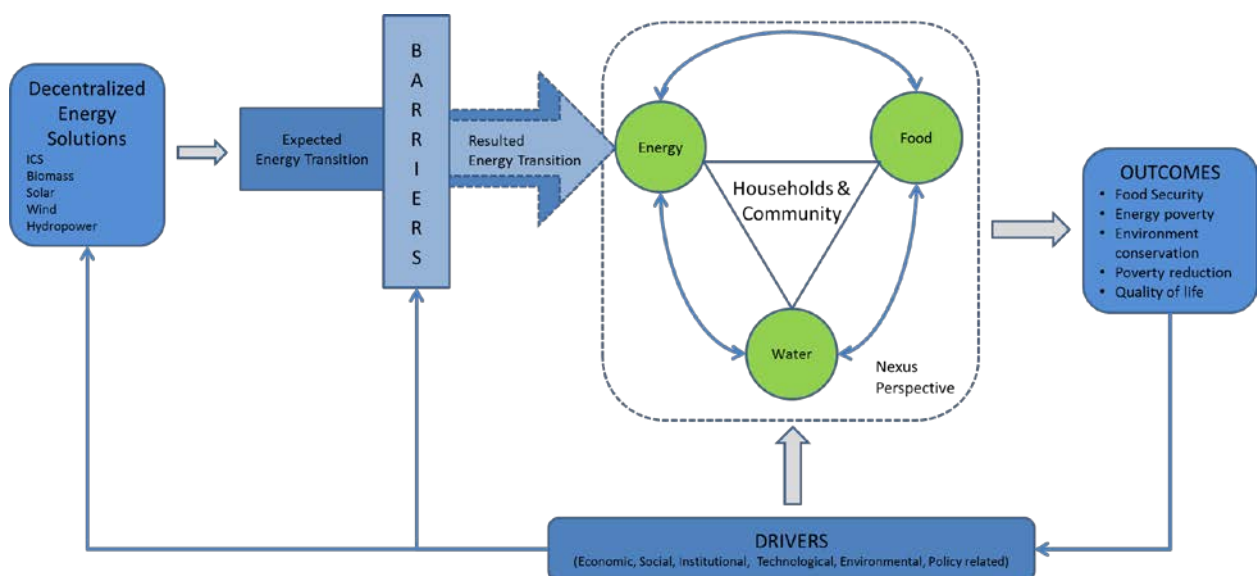 Decentralized
Energy
Solutions
ICS
Biomass
Solar
Wind
Hydropower
Expected
Energy Transition
B
A
R
R
I
E
R
S
Resulted
Energy Transition
Energy
Food
Households &
Community
Water
Nexus
Perspective
OUTCOMES
• Food Security
• Energy poverty
• Environment
conservation
• Poverty reduction
• Quality of life
DRIVERS
(Economic, Social, Institutional, Technological, Environmental, Policy related)